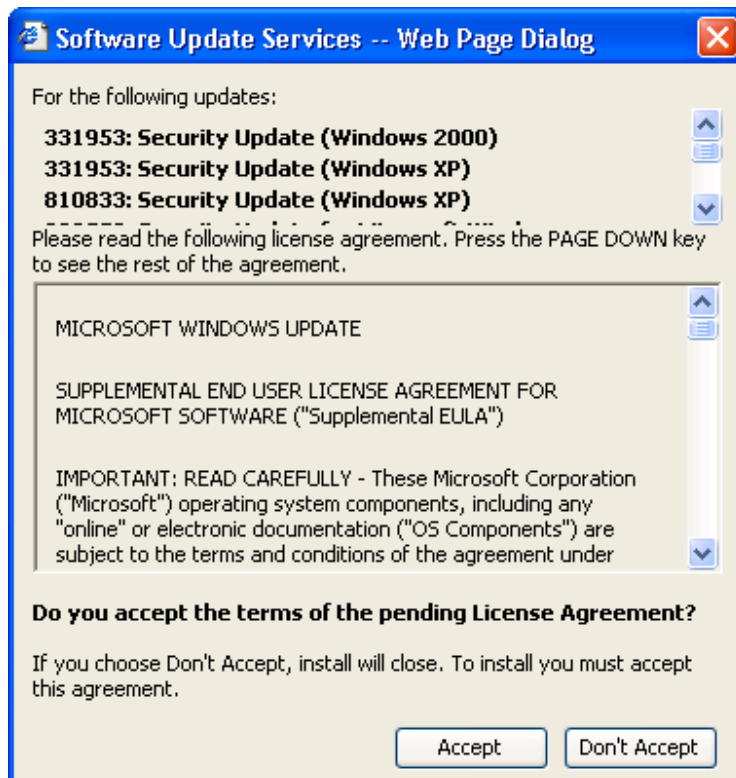 Software Update Services -- Web Page Dialog
For the following updates:
331953: Security Update (Windows 2000)
331953: Security Update (Windows XP)
810833: Security Update (Windows XP)
Please read the following license agreement. Press the PAGE DOWN key
to see the rest of the agreement.
MICROSOFT WINDOWS UPDATE
SUPPLEMENTAL END USER LICENSE AGREEMENT FOR
MICROSOFT SOFTWARE ("Supplemental EULA")
IMPORTANT: READ CAREFULLY - These Microsoft Corporation
("Microsoft") operating system components, including any
"online" or electronic documentation ("OS Components") are
subject to the terms and conditions of the agreement under
Do you accept the terms of the pending License Agreement?
If you choose Don't Accept, install will close. To install you must accept
this agreement.
Accept Don't Accept